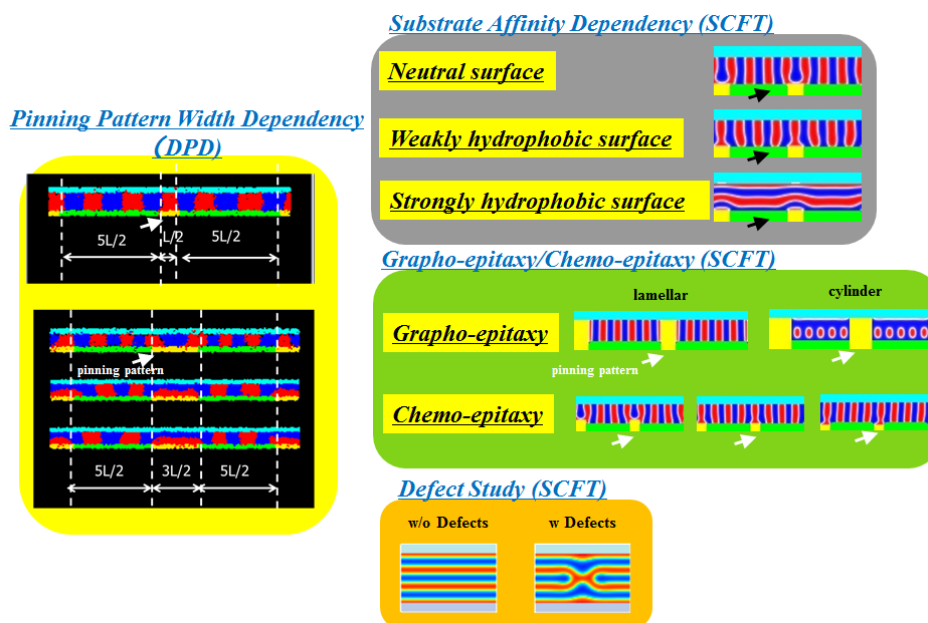 Substrate Affinity Dependency (SCFT)
Neutral surface
Weakly hydrophobic surface
Strongly hydrophobic surface
Pinning Pattern Width Dependency
(DPD)
5L/2
L/2
5L/2
pinning pattern
5L/2
3L/2
5L/2
Grapho-epitaxy/Chemo-epitaxy (SCFT)
lamellar
cylinder
Grapho-epitaxy
pinning pattern
Chemo-epitaxy
Defect Study (SCFT)
w/o Defects
w Defects